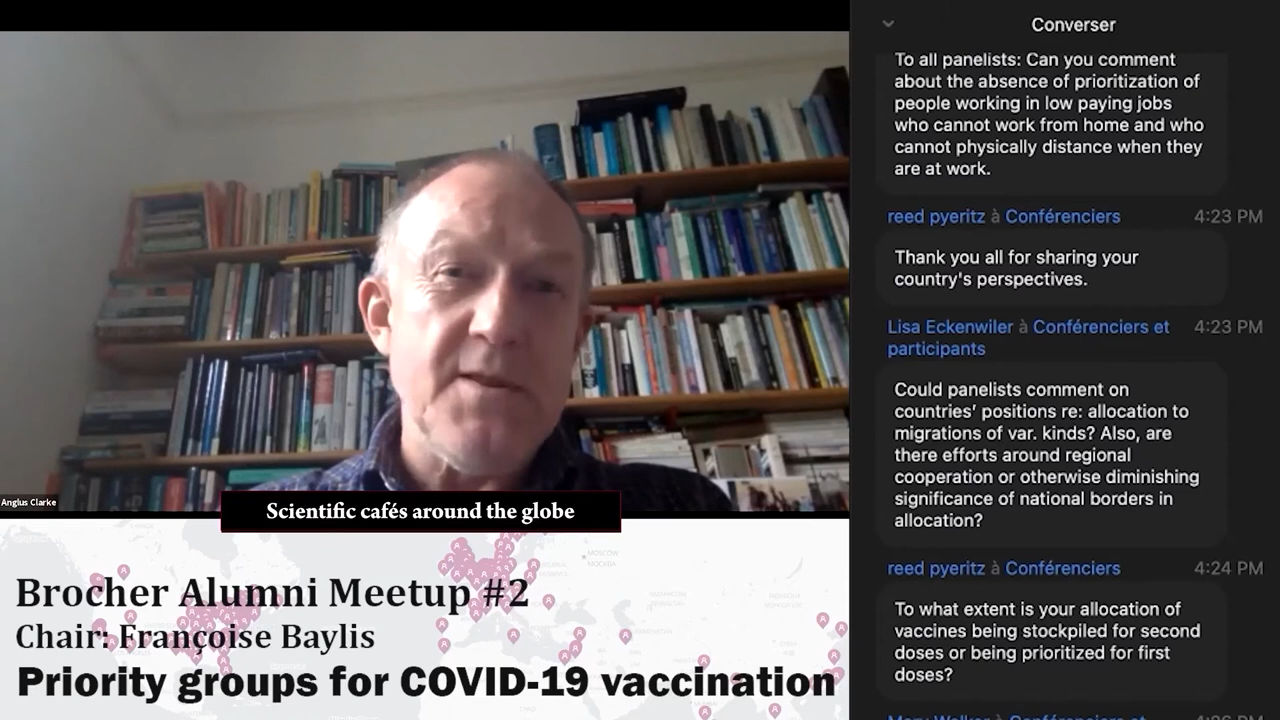 Converser
To all panelists: Can you comment
about the absence of prioritization of
people working in low paying jobs
who cannot work from home and who
cannot physically distance when they
are at work.
reed pyeritz à Conférenciers 4:23 PM
Thank you all for sharing your
country's perspectives.
Lisa Eckenwiler à Conférenciers et 4:23 PM
participants
Could panelists comment on
countries' positions re: allocation to
migrations of var. kinds? Also, are
there efforts around regional
cooperation or otherwise diminishing
significance of national borders in
allocation?
reed pyeritz à Conférenciers 4:24 PM
To what extent is your allocation of
vaccines being stockpiled for second
doses or being prioritized for first
doses?
Anglus Clarke
Scientific cafés around the globe
MOSCOW
МОСКВА
Brocher Alumni Meetup #2
Chair: Françoise Baylis
Priority groups for COVID-19 vaccination